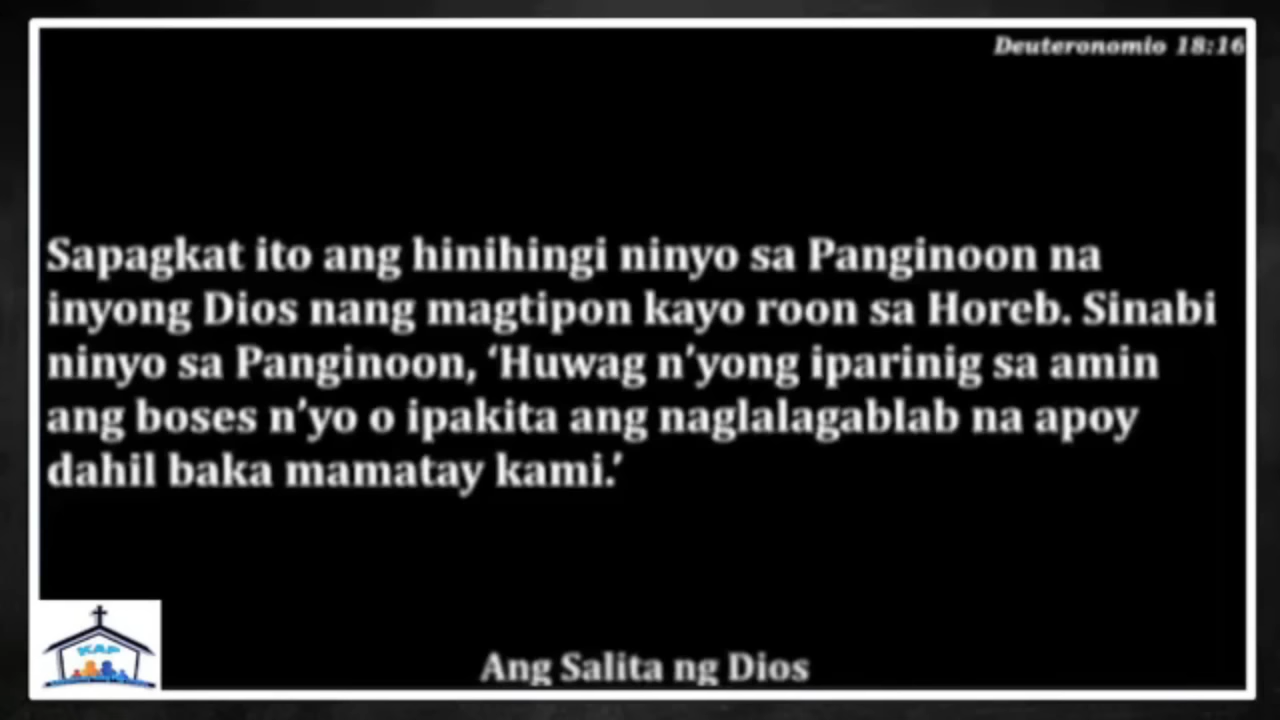 Deuteronomio 18:16
Sapagkat ito ang hinihingi ninyo sa Panginoon na
inyong Dios nang magtipon kayo roon sa Horeb. Sinabi
ninyo sa Panginoon, ‘Huwag n’yong iparinig sa amin
ang boses n’yo o ipakita ang naglalagablab na apoy
dahil baka mamatay kami.’
KAP
Ang Salita ng Dios